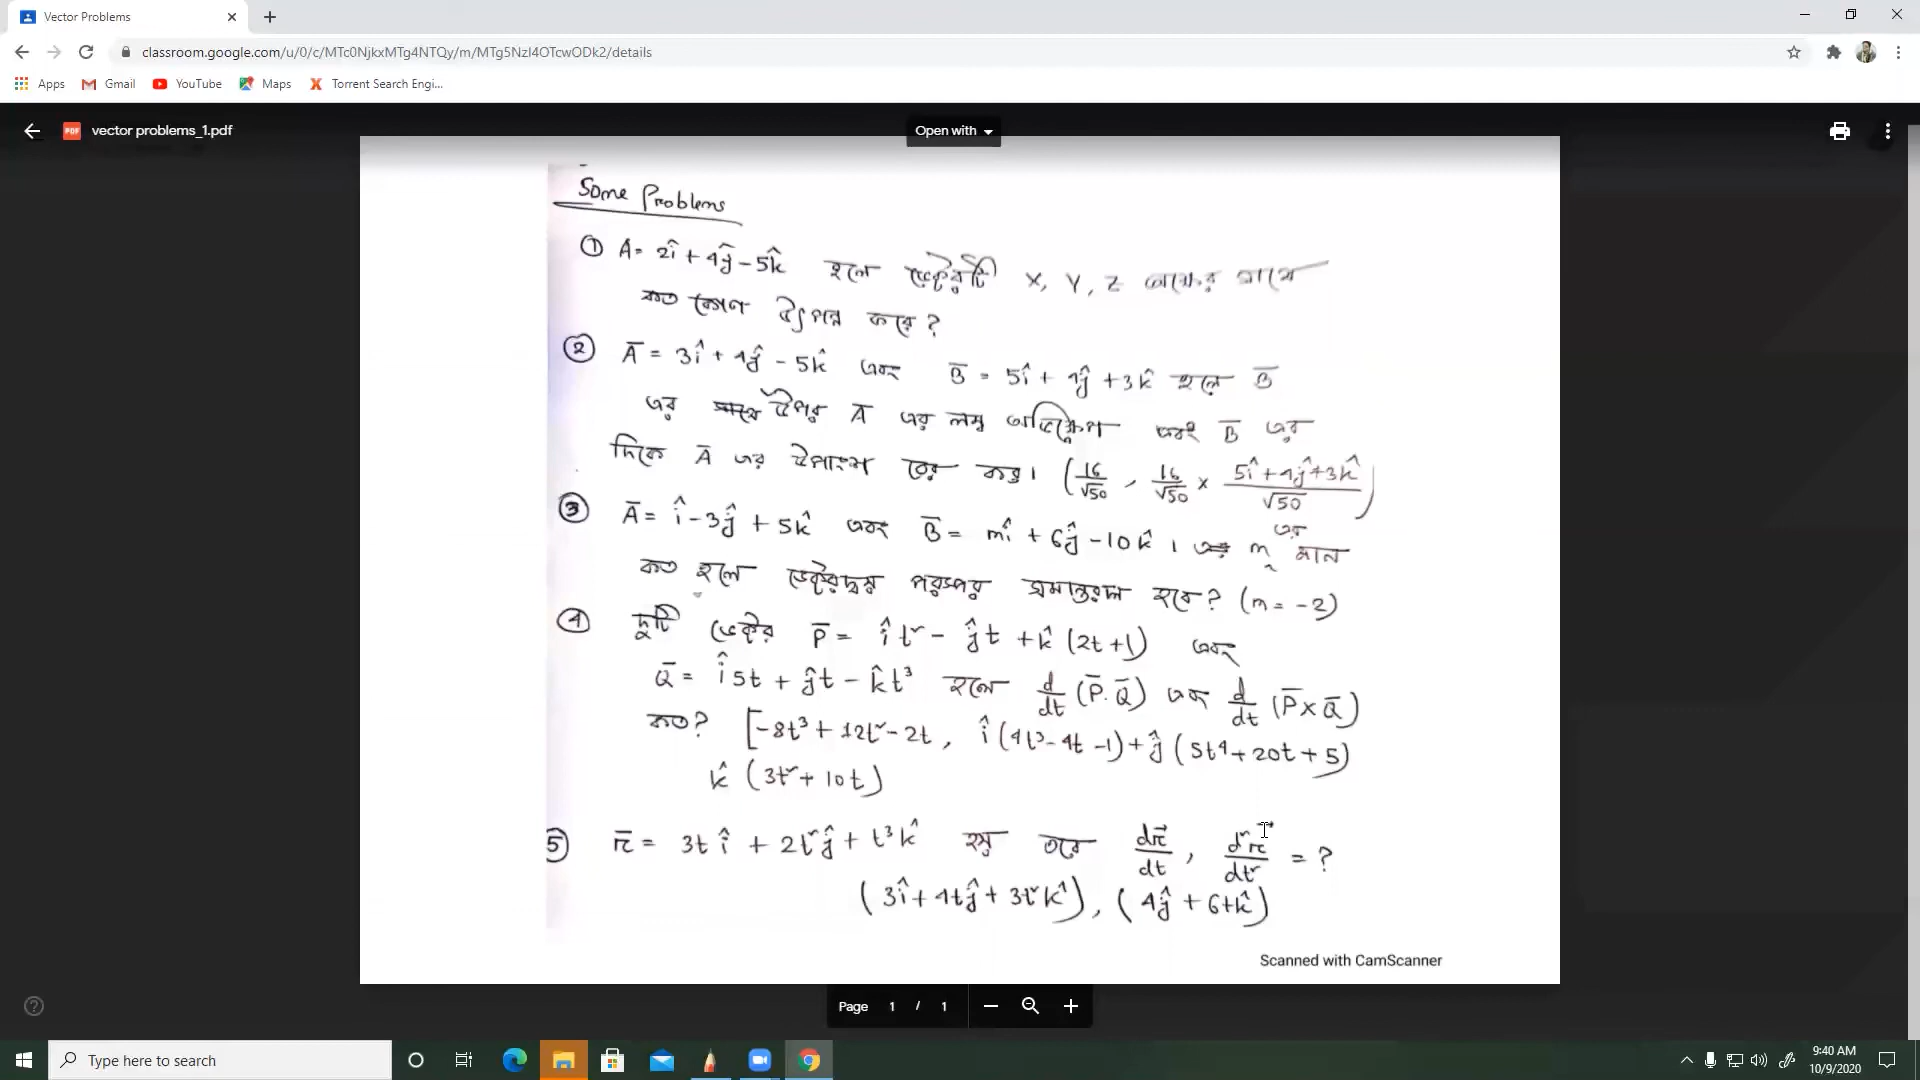 Vector Problems
classroom.google.com/u/0/c/MTc0NjkxMTg4NTQy/m/MTg5NzI4OTcwODk2/details
Apps Gmail YouTube Maps Torrent Search Engi...
vector problems_1.pdf
Open with
Some Problems
① A = 2î + 4ĵ - 5k̂ হলে ভেক্টরটি X, Y, Z অক্ষের সাথে
কত কোণ উৎপন্ন করে?
② A̅ = 3î + 4ĵ - 5k̂ এবং B̅ = 5î + 4ĵ + 3k̂ হলে B̅
এর উপর A̅ এর লম্ব অভিক্ষেপ এবং B̅ এর
দিকে A̅ এর উপাংশ বের কর। (16/√50, 16/√50 × (5î+4ĵ+3k̂)/√50)
③ A̅ = î - 3ĵ + 5k̂ এবং B̅ = mî + 6ĵ - 10k̂ । m এর মান
কত হলে ভেক্টরদ্বয় পরস্পর সমান্তরাল হবে? (m = -2)
④ দুটি ভেক্টর P̅ = ît² - ĵt + k̂(2t+1) এবং
Q̅ = î5t + ĵt - k̂t³ হলে d/dt (P̅.Q̅) এবং d/dt (P̅×Q̅)
কত? [-8t³ + 12t² - 2t, î(4t³ - 4t - 1) + ĵ(5t⁴ + 20t + 5)
k̂(3t² + 10t)
⑤ r̅ = 3tî + 2t²ĵ + t³k̂ হয় তবে dr⃗/dt, d²r⃗/dt² = ?
(3î + 4tĵ + 3t²k̂), (4ĵ + 6tk̂)
Scanned with CamScanner
Page 1 / 1
Type here to search
9:40 AM
10/9/2020